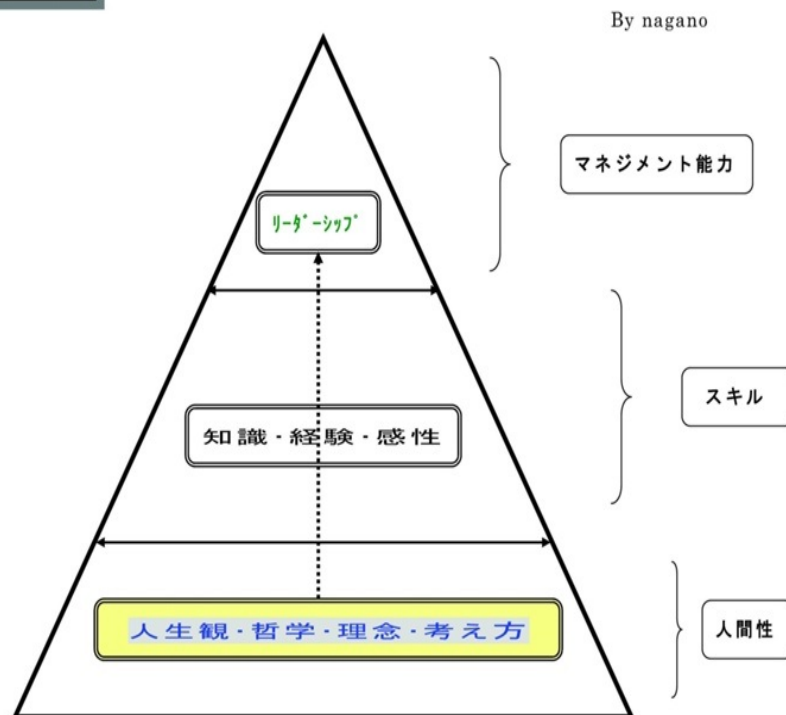 By nagano
マネジメント能力
ﾘｰﾀﾞｰｼｯﾌﾟ
スキル
知識・経験・感性
人生観・哲学・理念・考え方
人間性